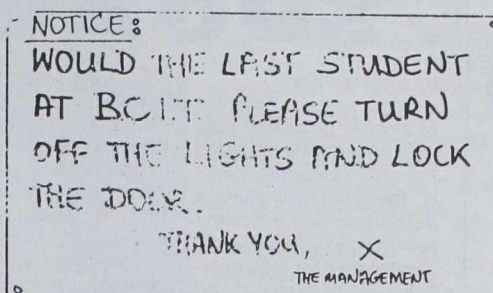 NOTICE:
WOULD THE LAST STUDENT
AT B.C.I.T. PLEASE TURN
OFF THE LIGHTS AND LOCK
THE DOOR.
THANK YOU, X
THE MANAGEMENT